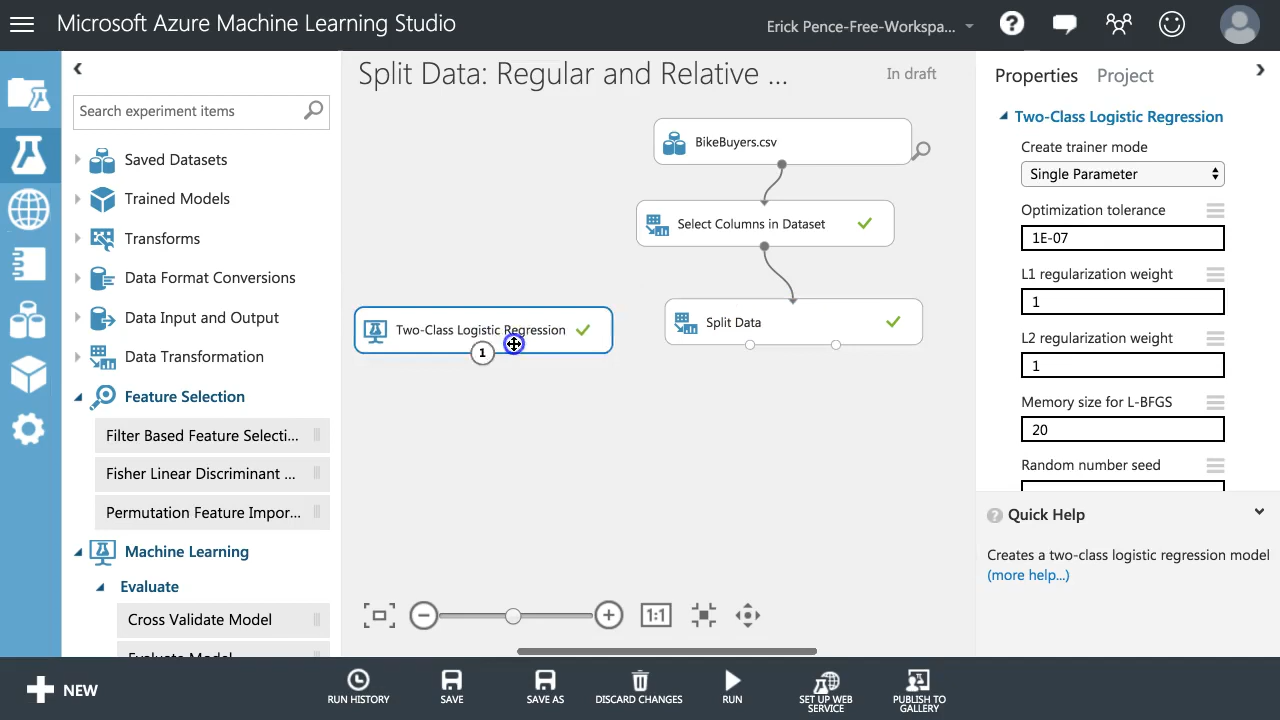 Microsoft Azure Machine Learning Studio
Erick Pence-Free-Workspa...
Search experiment items
Saved Datasets
Trained Models
Transforms
Data Format Conversions
Data Input and Output
Data Transformation
Feature Selection
Filter Based Feature Selecti...
Fisher Linear Discriminant ...
Permutation Feature Impor...
Machine Learning
Evaluate
Cross Validate Model
Evaluate Model
Split Data: Regular and Relative ...
In draft
BikeBuyers.csv
Select Columns in Dataset
Two-Class Logistic Regression
1
Split Data
1:1
Properties
Project
Two-Class Logistic Regression
Create trainer mode
Single Parameter
Optimization tolerance
1E-07
L1 regularization weight
1
L2 regularization weight
1
Memory size for L-BFGS
20
Random number seed
Quick Help
Creates a two-class logistic regression model
(more help...)
NEW
RUN HISTORY
SAVE
SAVE AS
DISCARD CHANGES
RUN
SET UP WEB
SERVICE
PUBLISH TO
GALLERY